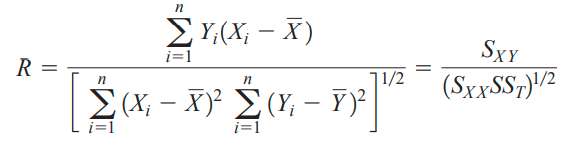 R = \frac{\sum_{i=1}^{n} Y_i(X_i - \overline{X})}{\left[ \sum_{i=1}^{n} (X_i - \overline{X})^2 \sum_{i=1}^{n} (Y_i - \overline{Y})^2 \right]^{1/2}} = \frac{S_{XY}}{(S_{XX}SS_T)^{1/2}}